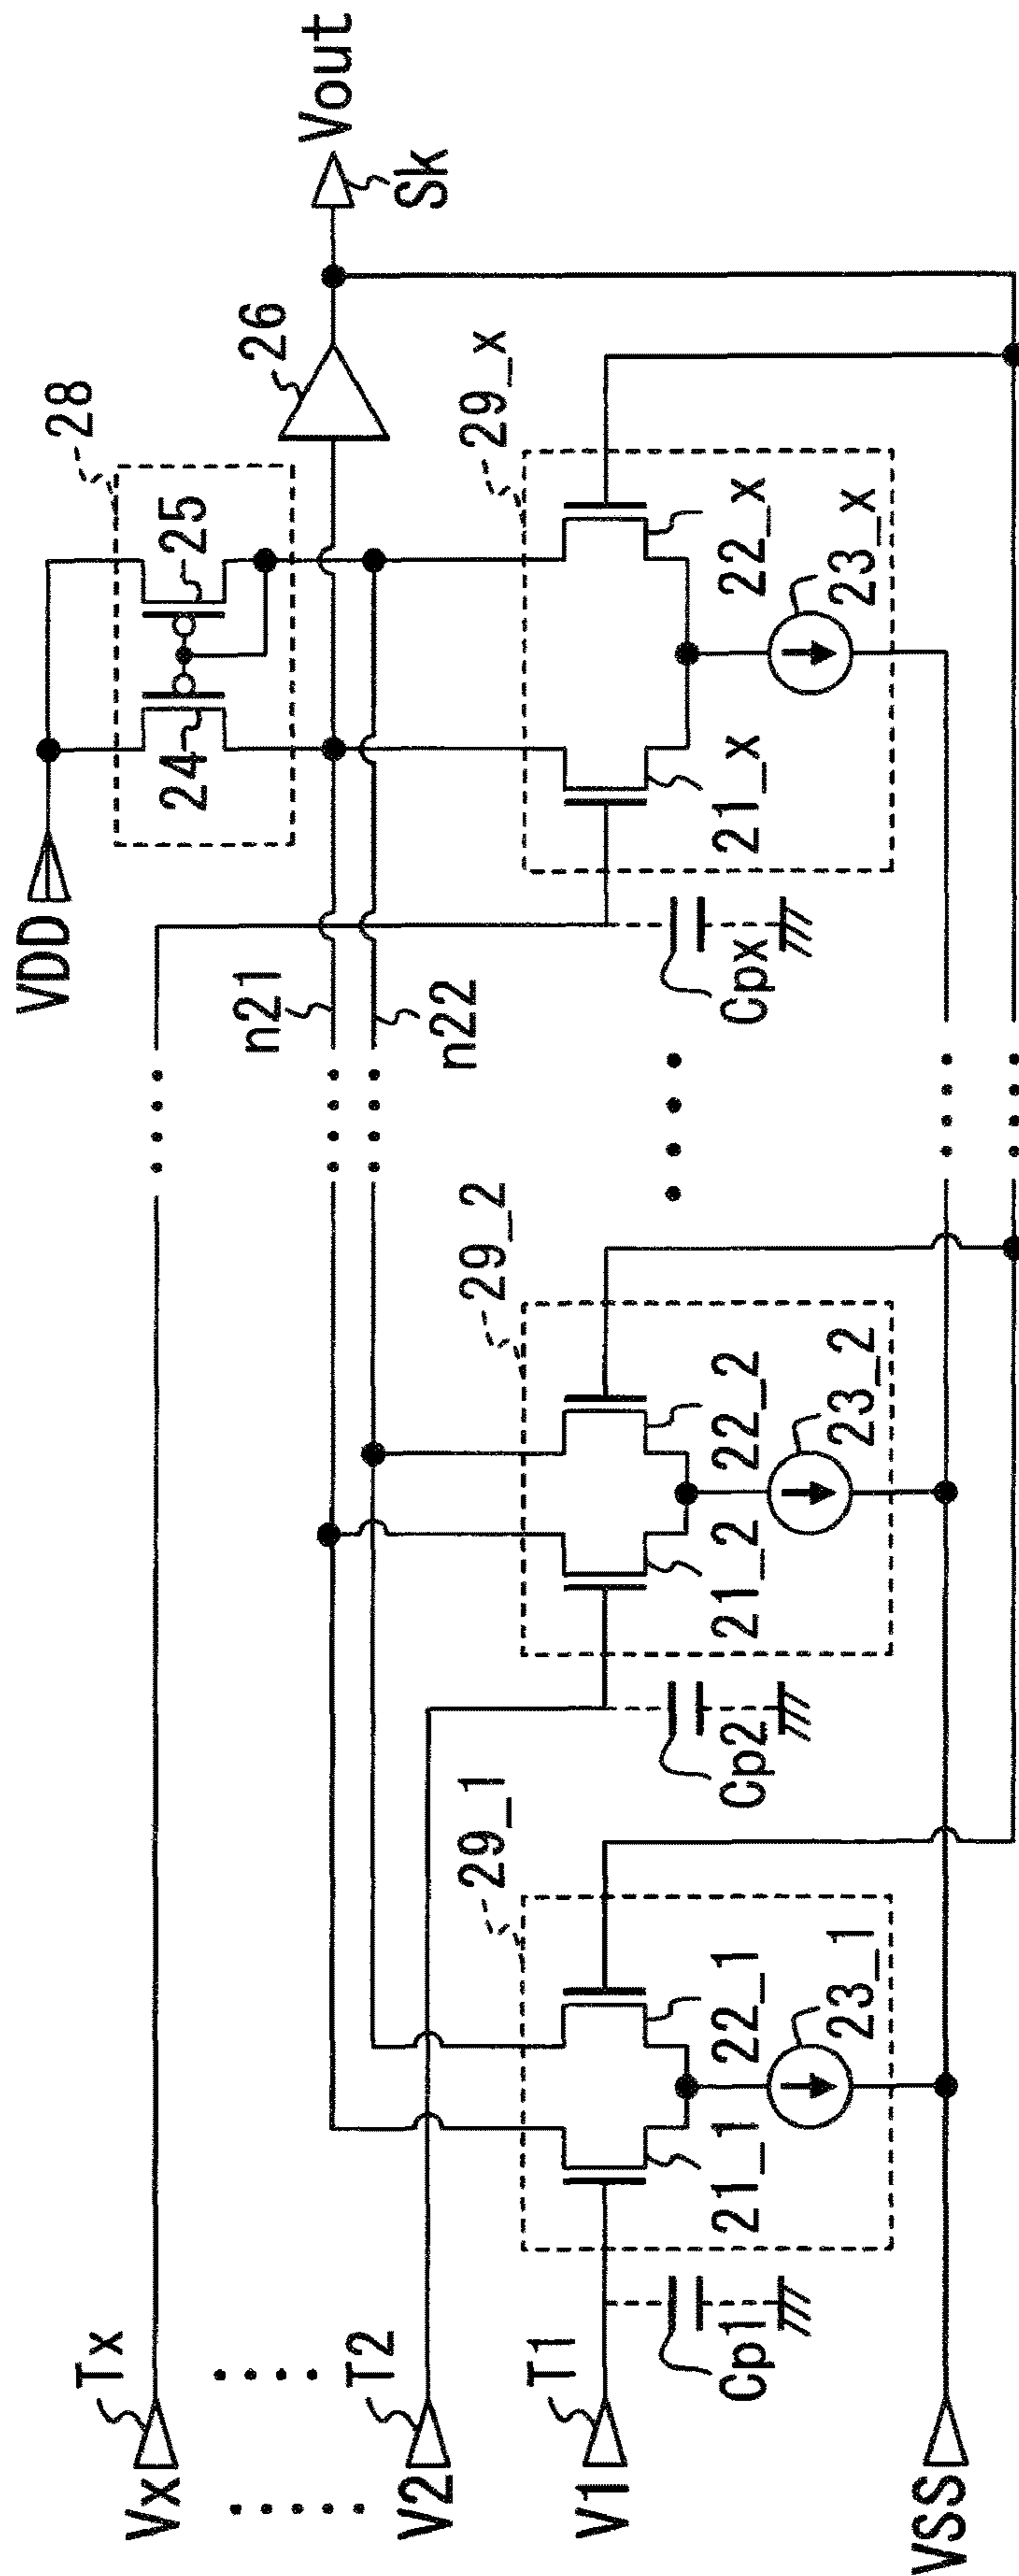 VDD
28
24
25
26
Vout
Sk
n21
n22
Tx
Vx
T2
V2
T1
V1
VSS
29_1
21_1
22_1
23_1
Cp1
29_2
21_2
22_2
23_2
Cp2
29_x
21_x
22_x
23_x
Cpx